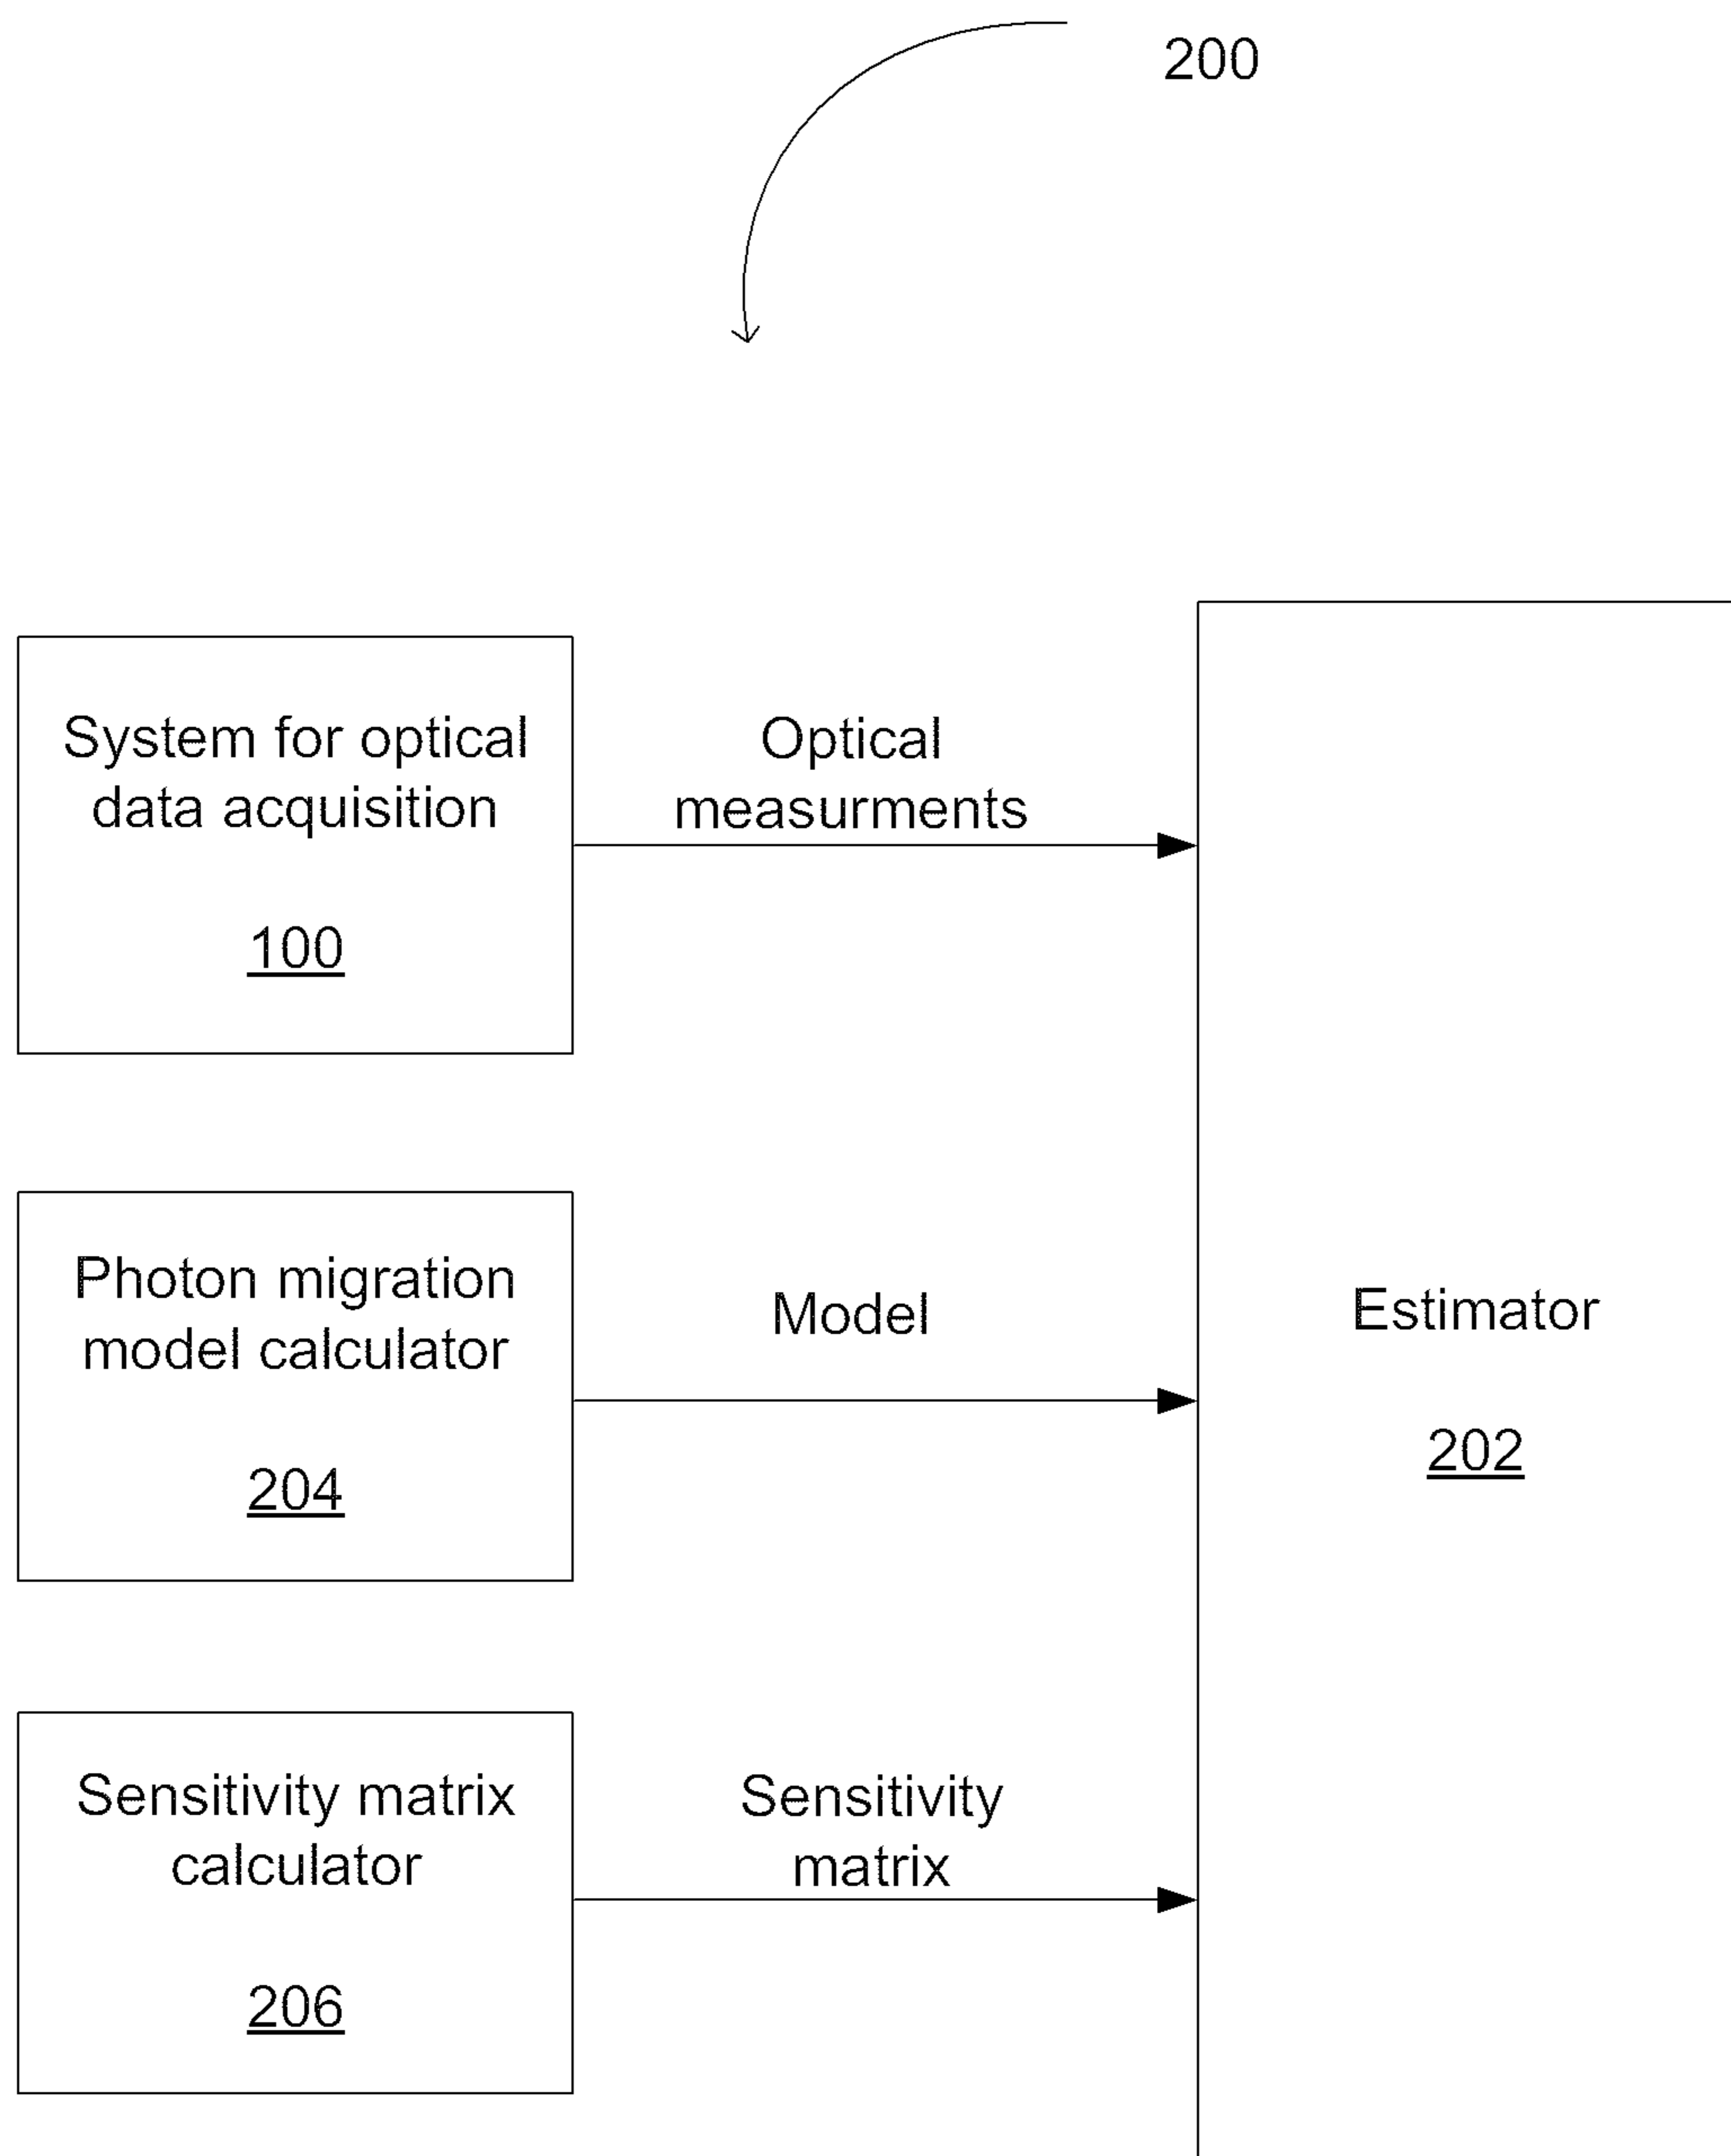 200
System for optical
data acquisition
100
Optical
measurments
Photon migration
model calculator
204
Model
Estimator
202
Sensitivity matrix
calculator
206
Sensitivity
matrix